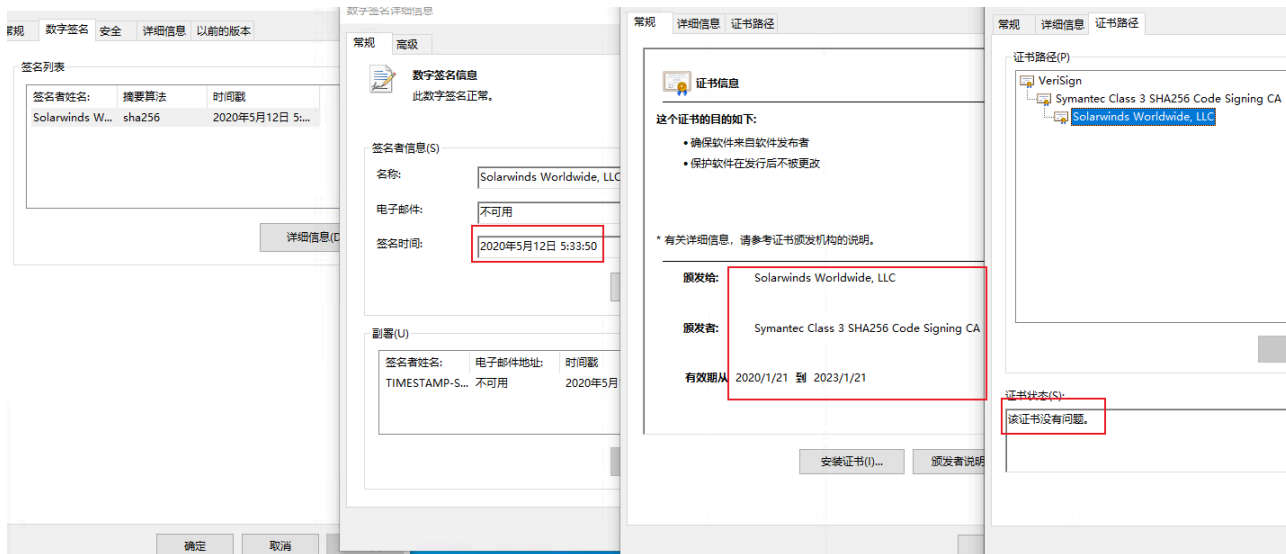 常规 数字签名 安全 详细信息 以前的版本
签名列表
签名者姓名: 摘要算法 时间戳
Solarwinds W... sha256 2020年5月12日 5:...
详细信息(D
确定 取消
数字签名详细信息
常规 高级
数字签名信息
此数字签名正常。
签名者信息(S)
名称: Solarwinds Worldwide, LLC
电子邮件: 不可用
签名时间: 2020年5月12日 5:33:50
副署(U)
签名者姓名: 电子邮件地址: 时间戳
TIMESTAMP-S... 不可用 2020年5月
常规 详细信息 证书路径
证书信息
这个证书的目的如下:
•确保软件来自软件发布者
•保护软件在发行后不被更改
* 有关详细信息，请参考证书颁发机构的说明。
颁发给: Solarwinds Worldwide, LLC
颁发者: Symantec Class 3 SHA256 Code Signing CA
有效期从 2020/1/21 到 2023/1/21
安装证书(I)... 颁发者说明
常规 详细信息 证书路径
证书路径(P)
VeriSign
Symantec Class 3 SHA256 Code Signing CA
Solarwinds Worldwide, LLC
证书状态(S):
该证书没有问题。